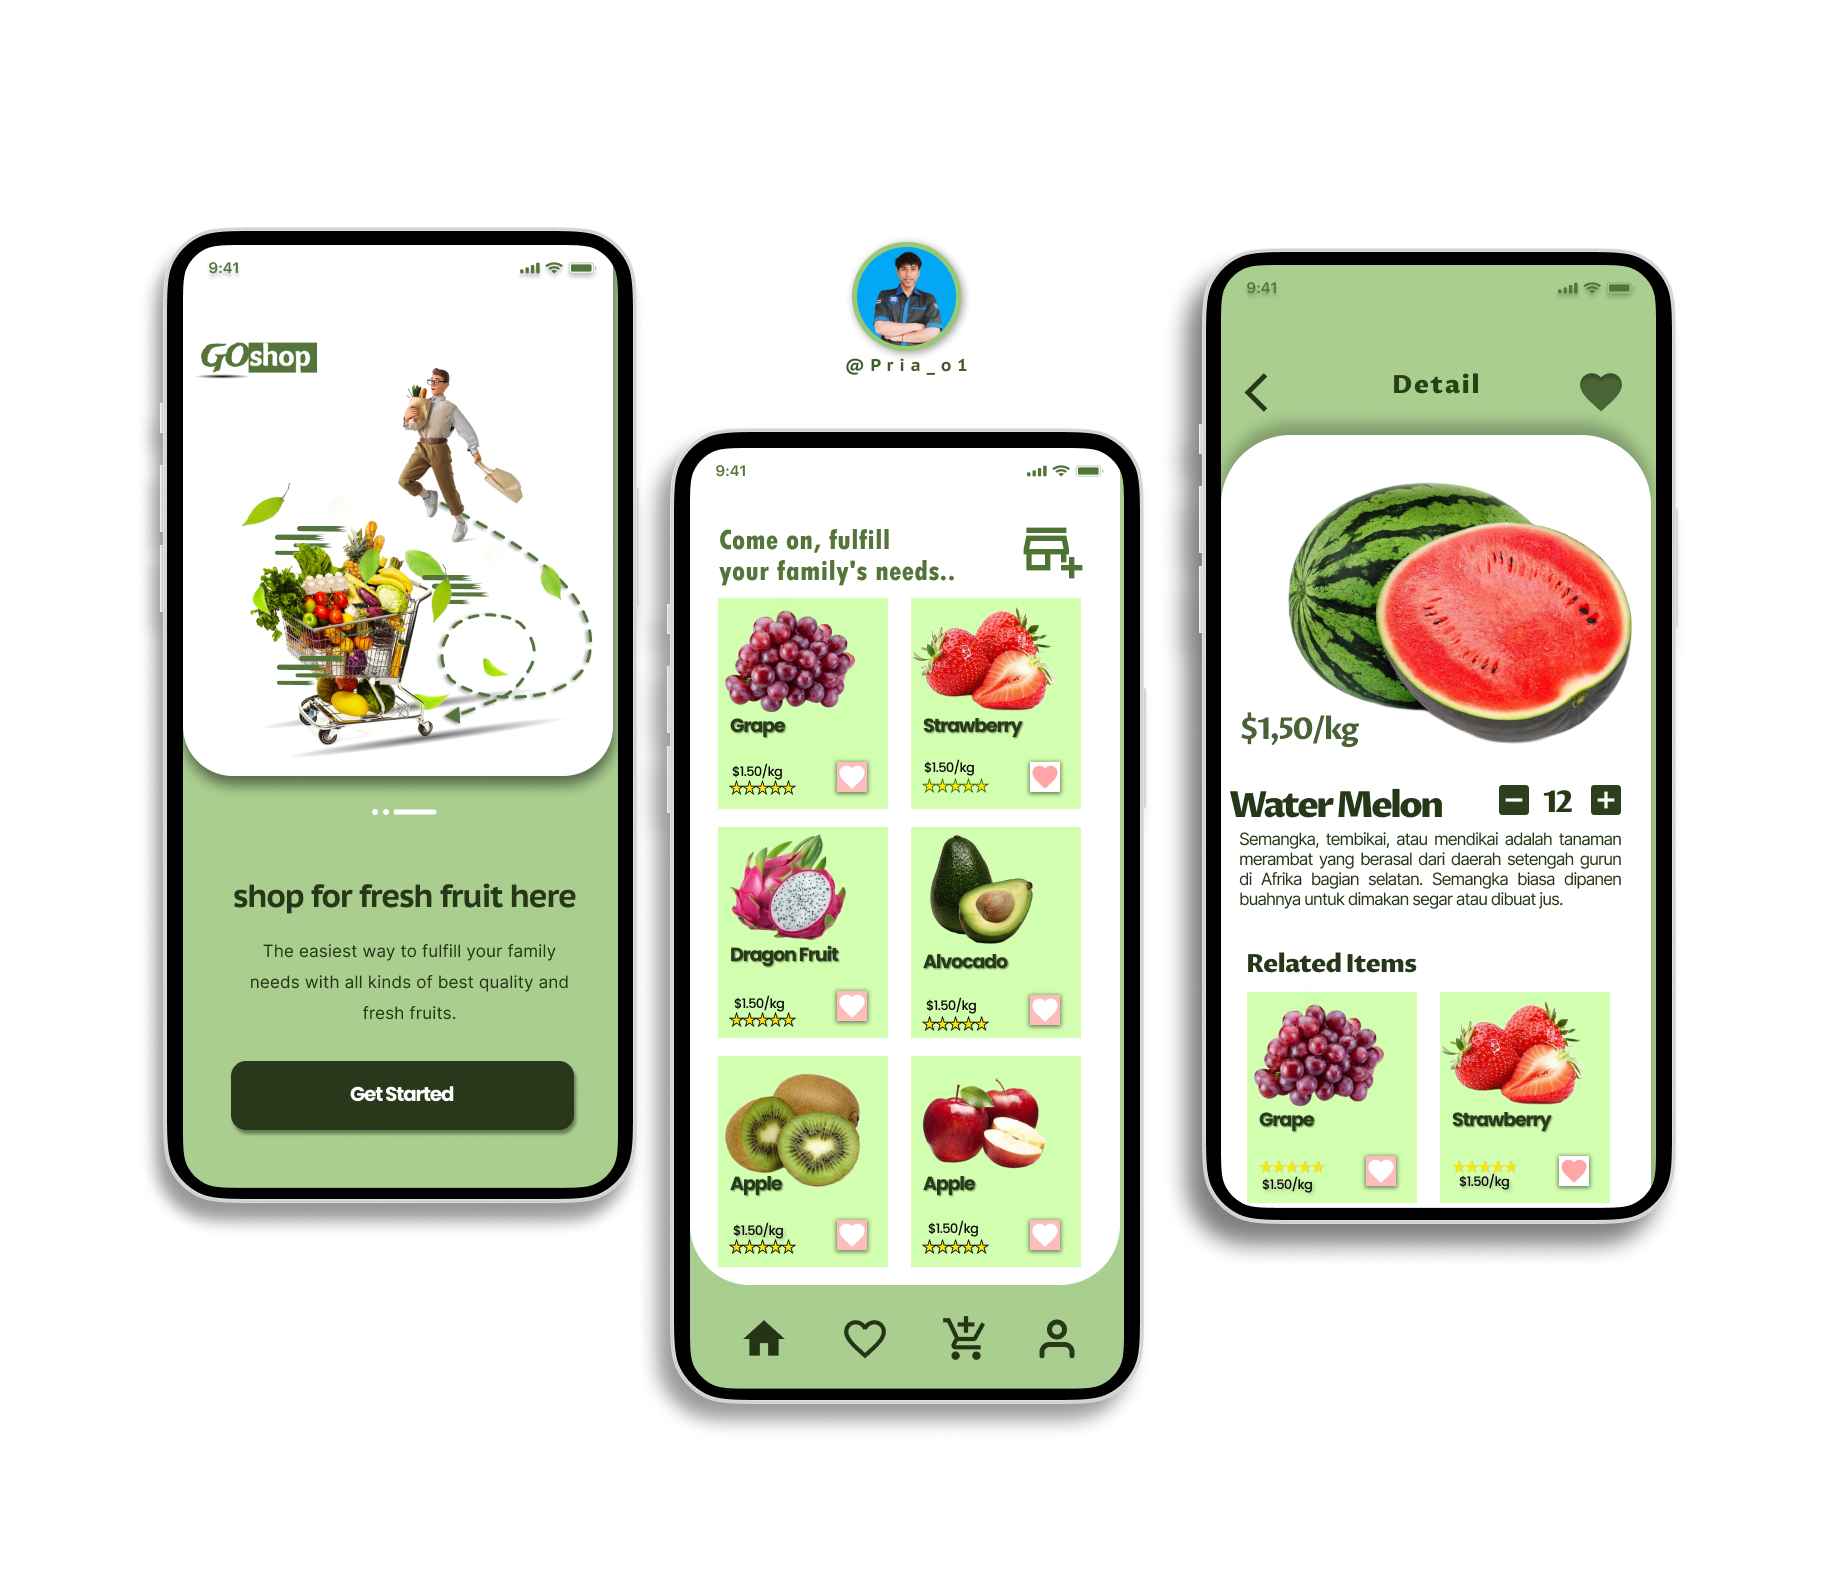 9:41
GOshop
shop for fresh fruit here
The easiest way to fulfill your family
needs with all kinds of best quality and
fresh fruits.
Get Started
@Pria_o1
9:41
Come on, fulfill
your family's needs..
Grape
$1.50/kg
Strawberry
$1.50/kg
Dragon Fruit
$1.50/kg
Alvocado
$1.50/kg
Apple
$1.50/kg
Apple
$1.50/kg
9:41
Detail
$1,50/kg
Water Melon
12
Semangka, tembikai, atau mendikai adalah tanaman
merambat yang berasal dari daerah setengah gurun
di Afrika bagian selatan. Semangka biasa dipanen
buahnya untuk dimakan segar atau dibuat jus.
Related Items
Grape
$1.50/kg
Strawberry
$1.50/kg